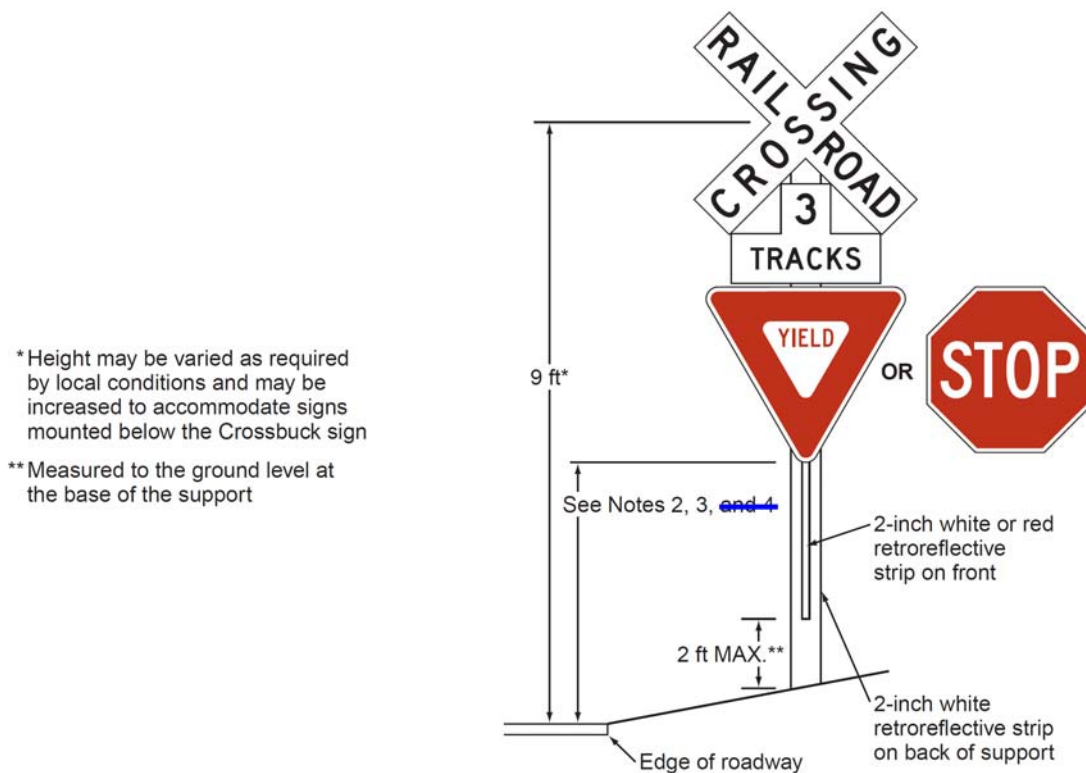 RAILROAD
CROSSING
3
TRACKS
YIELD
OR
STOP
9 ft*
* Height may be varied as required
by local conditions and may be
increased to accommodate signs
mounted below the Crossbuck sign
** Measured to the ground level at
the base of the support
See Notes 2, 3, and 4
2-inch white or red
retroreflective
strip on front
2 ft MAX.**
2-inch white
retroreflective strip
on back of support
Edge of roadway